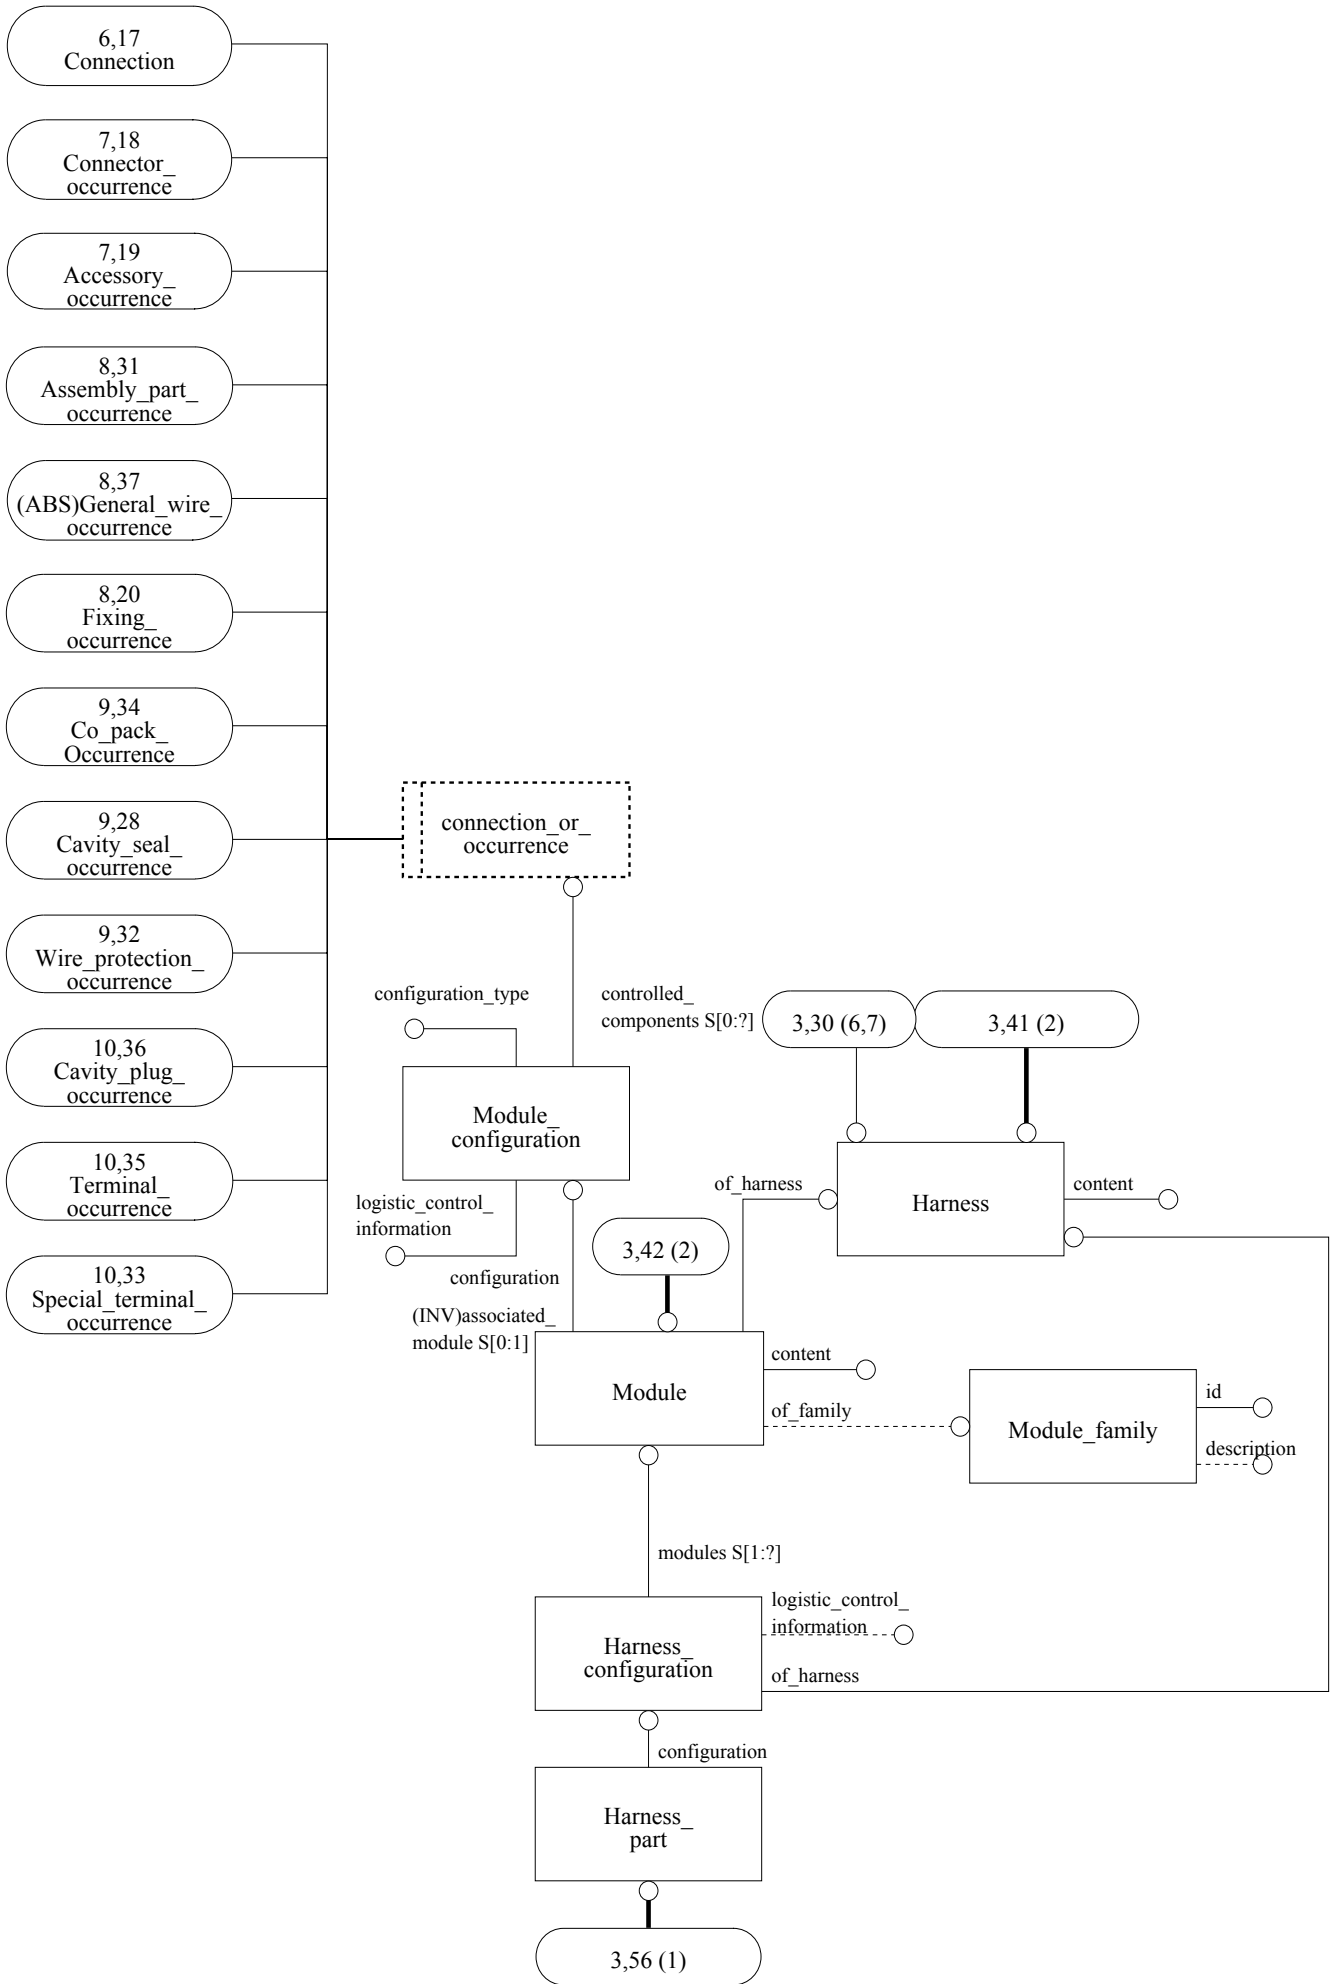 6,17
Connection
7,18
Connector_
occurrence
7,19
Accessory_
occurrence
8,31
Assembly_part_
occurrence
8,37
(ABS)General_wire_
occurrence
8,20
Fixing_
occurrence
9,34
Co_pack_
Occurrence
9,28
Cavity_seal_
occurrence
9,32
Wire_protection_
occurrence
10,36
Cavity_plug_
occurrence
10,35
Terminal_
occurrence
10,33
Special_terminal_
occurrence
connection_or_
occurrence
configuration_type
controlled_
components S[0:?]
3,30 (6,7)
3,41 (2)
Module_
configuration
logistic_control_
information
of_harness
Harness
content
3,42 (2)
configuration
(INV)associated_
module S[0:1]
Module
content
of_family
Module_family
id
description
modules S[1:?]
Harness_
configuration
logistic_control_
information
of_harness
configuration
Harness_
part
3,56 (1)